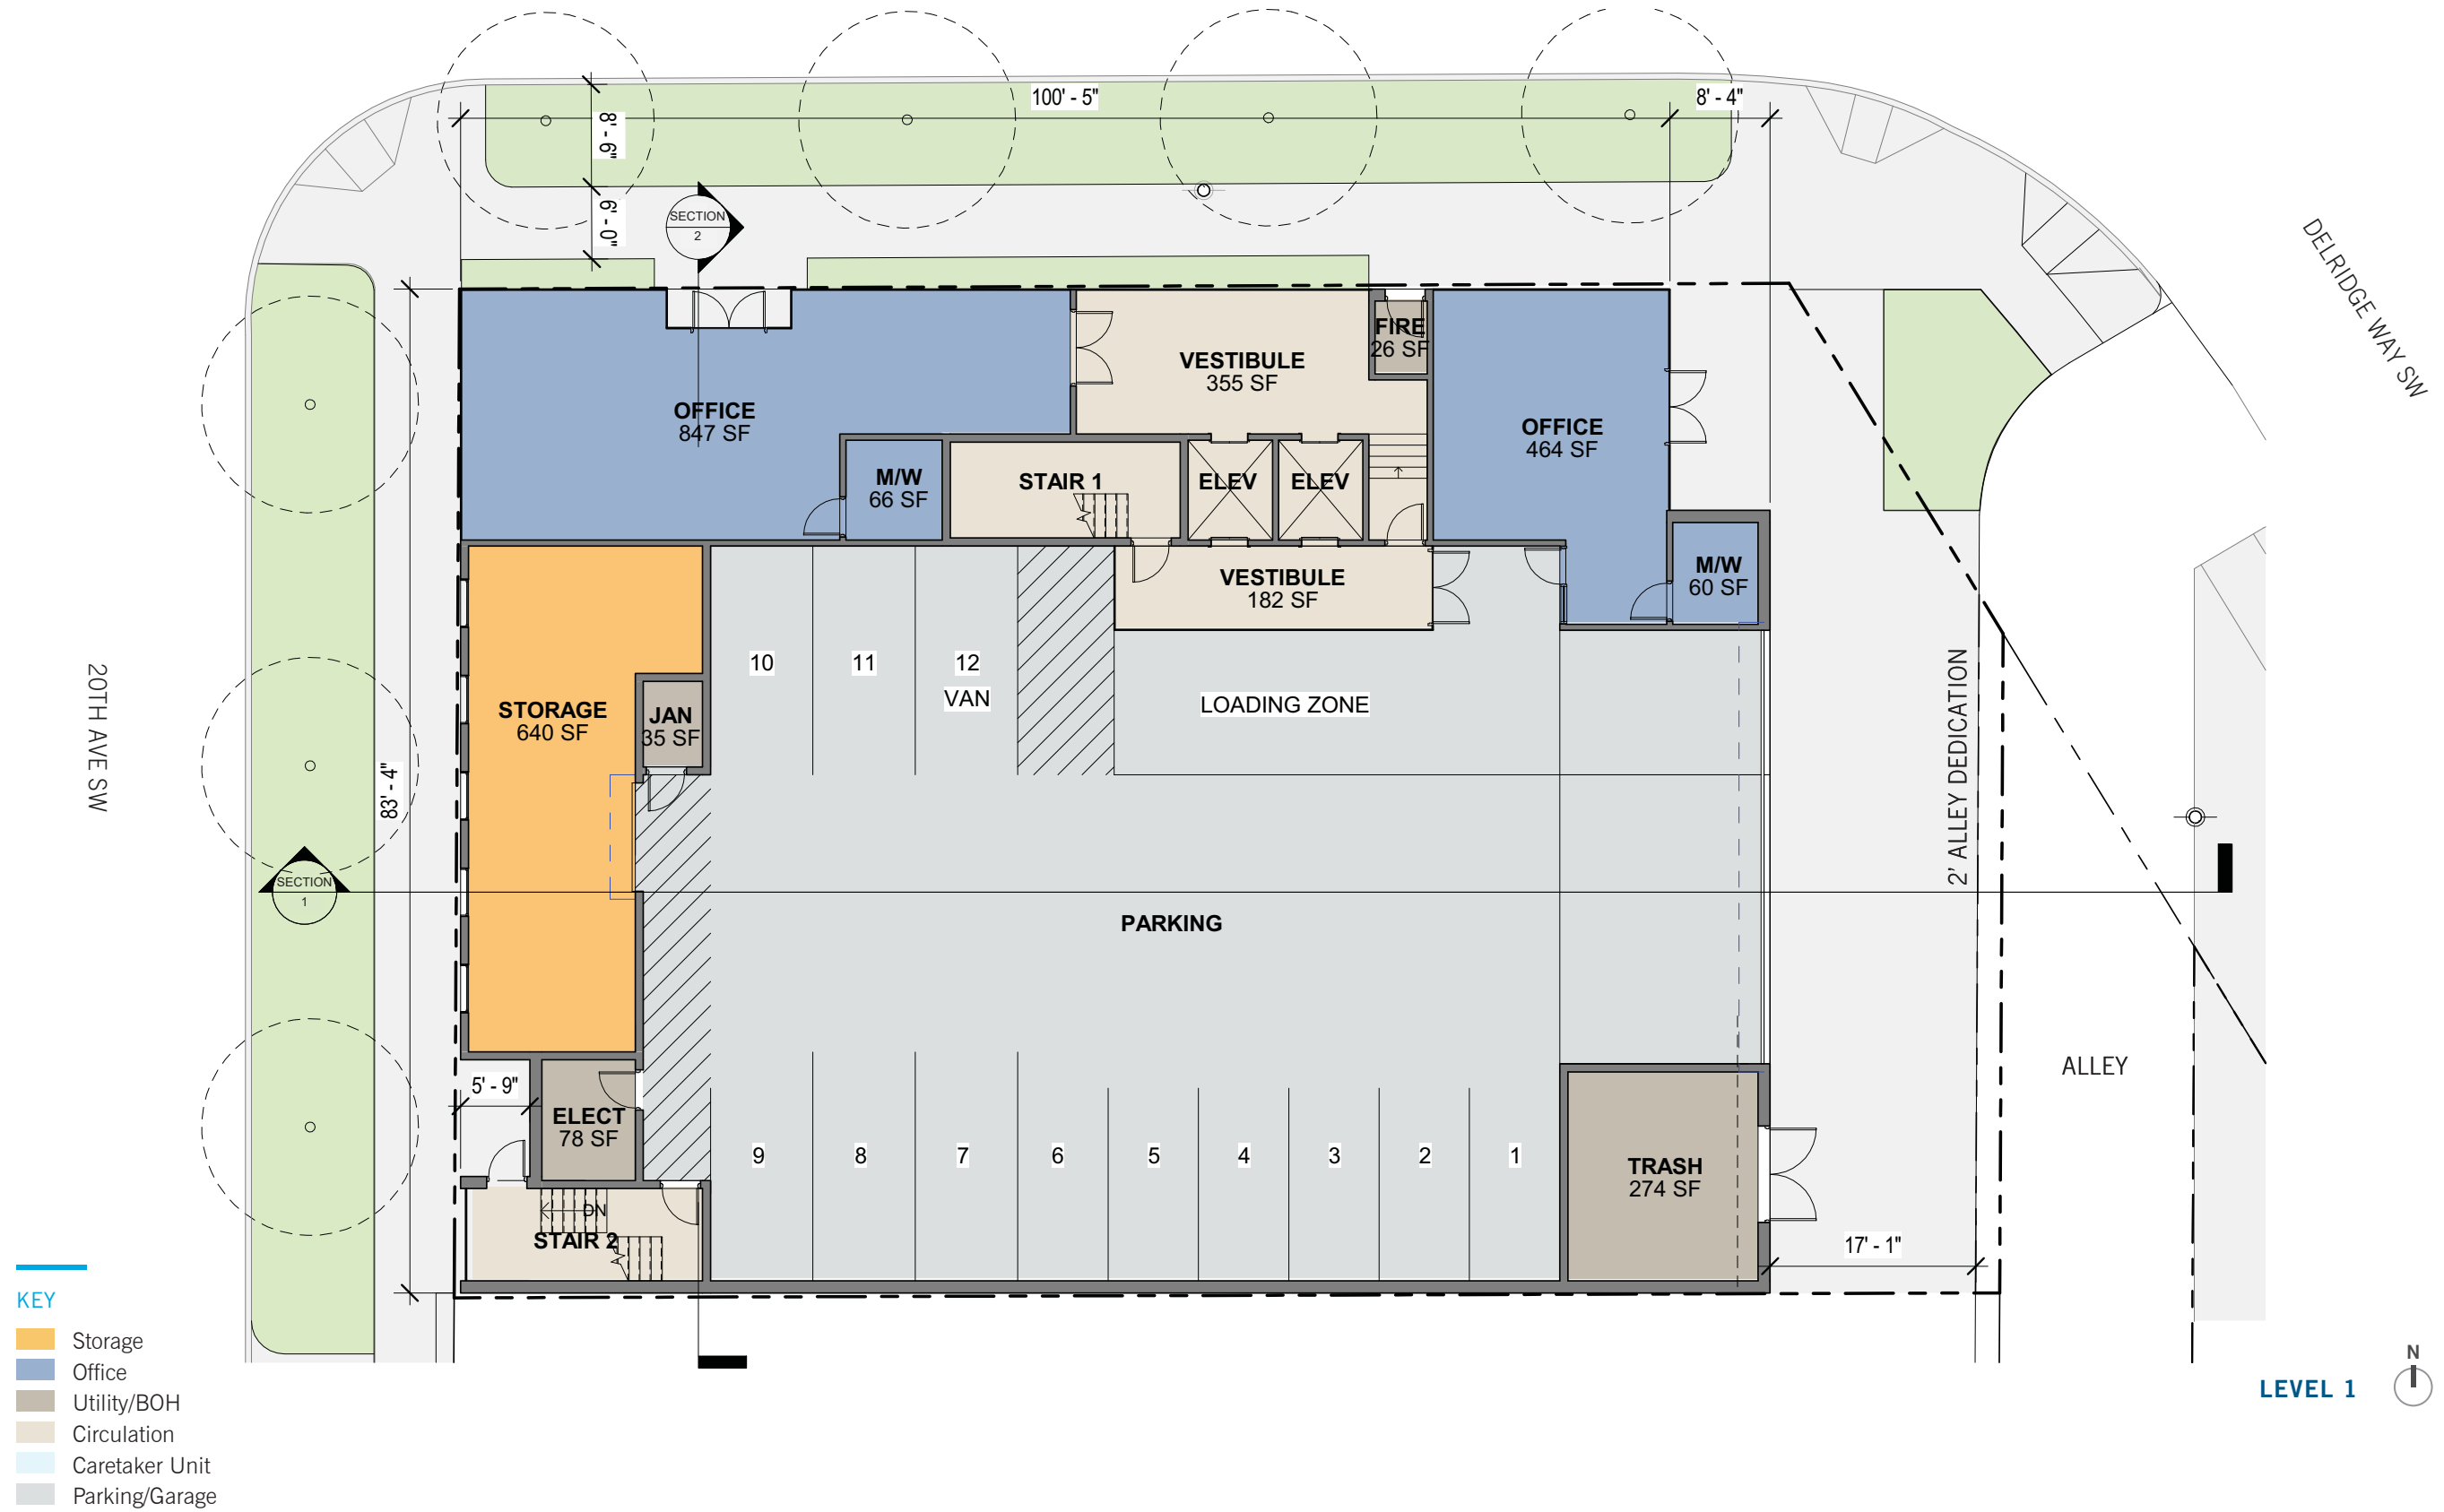 100' - 5"
8' - 4"
8' - 6"
6' - 0"
SECTION
2
DELRIDGE WAY SW
FIRE
26 SF
VESTIBULE
355 SF
OFFICE
847 SF
OFFICE
464 SF
M/W
66 SF
STAIR 1
ELEV
ELEV
M/W
60 SF
VESTIBULE
182 SF
10
11
12
VAN
LOADING ZONE
20TH AVE SW
STORAGE
640 SF
JAN
35 SF
83' - 4"
2' ALLEY DEDICATION
SECTION
1
PARKING
ALLEY
5' - 9"
ELECT
78 SF
9
8
7
6
5
4
3
2
1
TRASH
274 SF
DN
STAIR 2
17' - 1"
KEY
Storage
Office
Utility/BOH
Circulation
Caretaker Unit
Parking/Garage
N
LEVEL 1